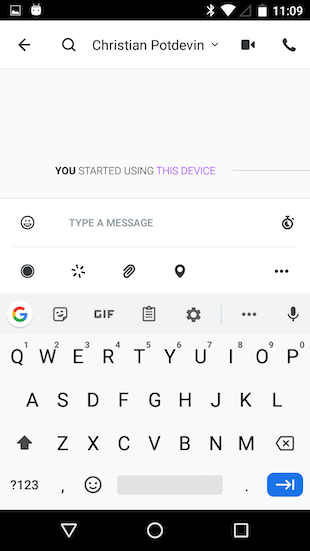 11:09
Christian Potdevin
YOU STARTED USING THIS DEVICE
TYPE A MESSAGE
G GIF
1 2 3 4 5 6 7 8 9 0
Q W E R T Y U I O P
A S D F G H J K L
Z X C V B N M
?123 , .